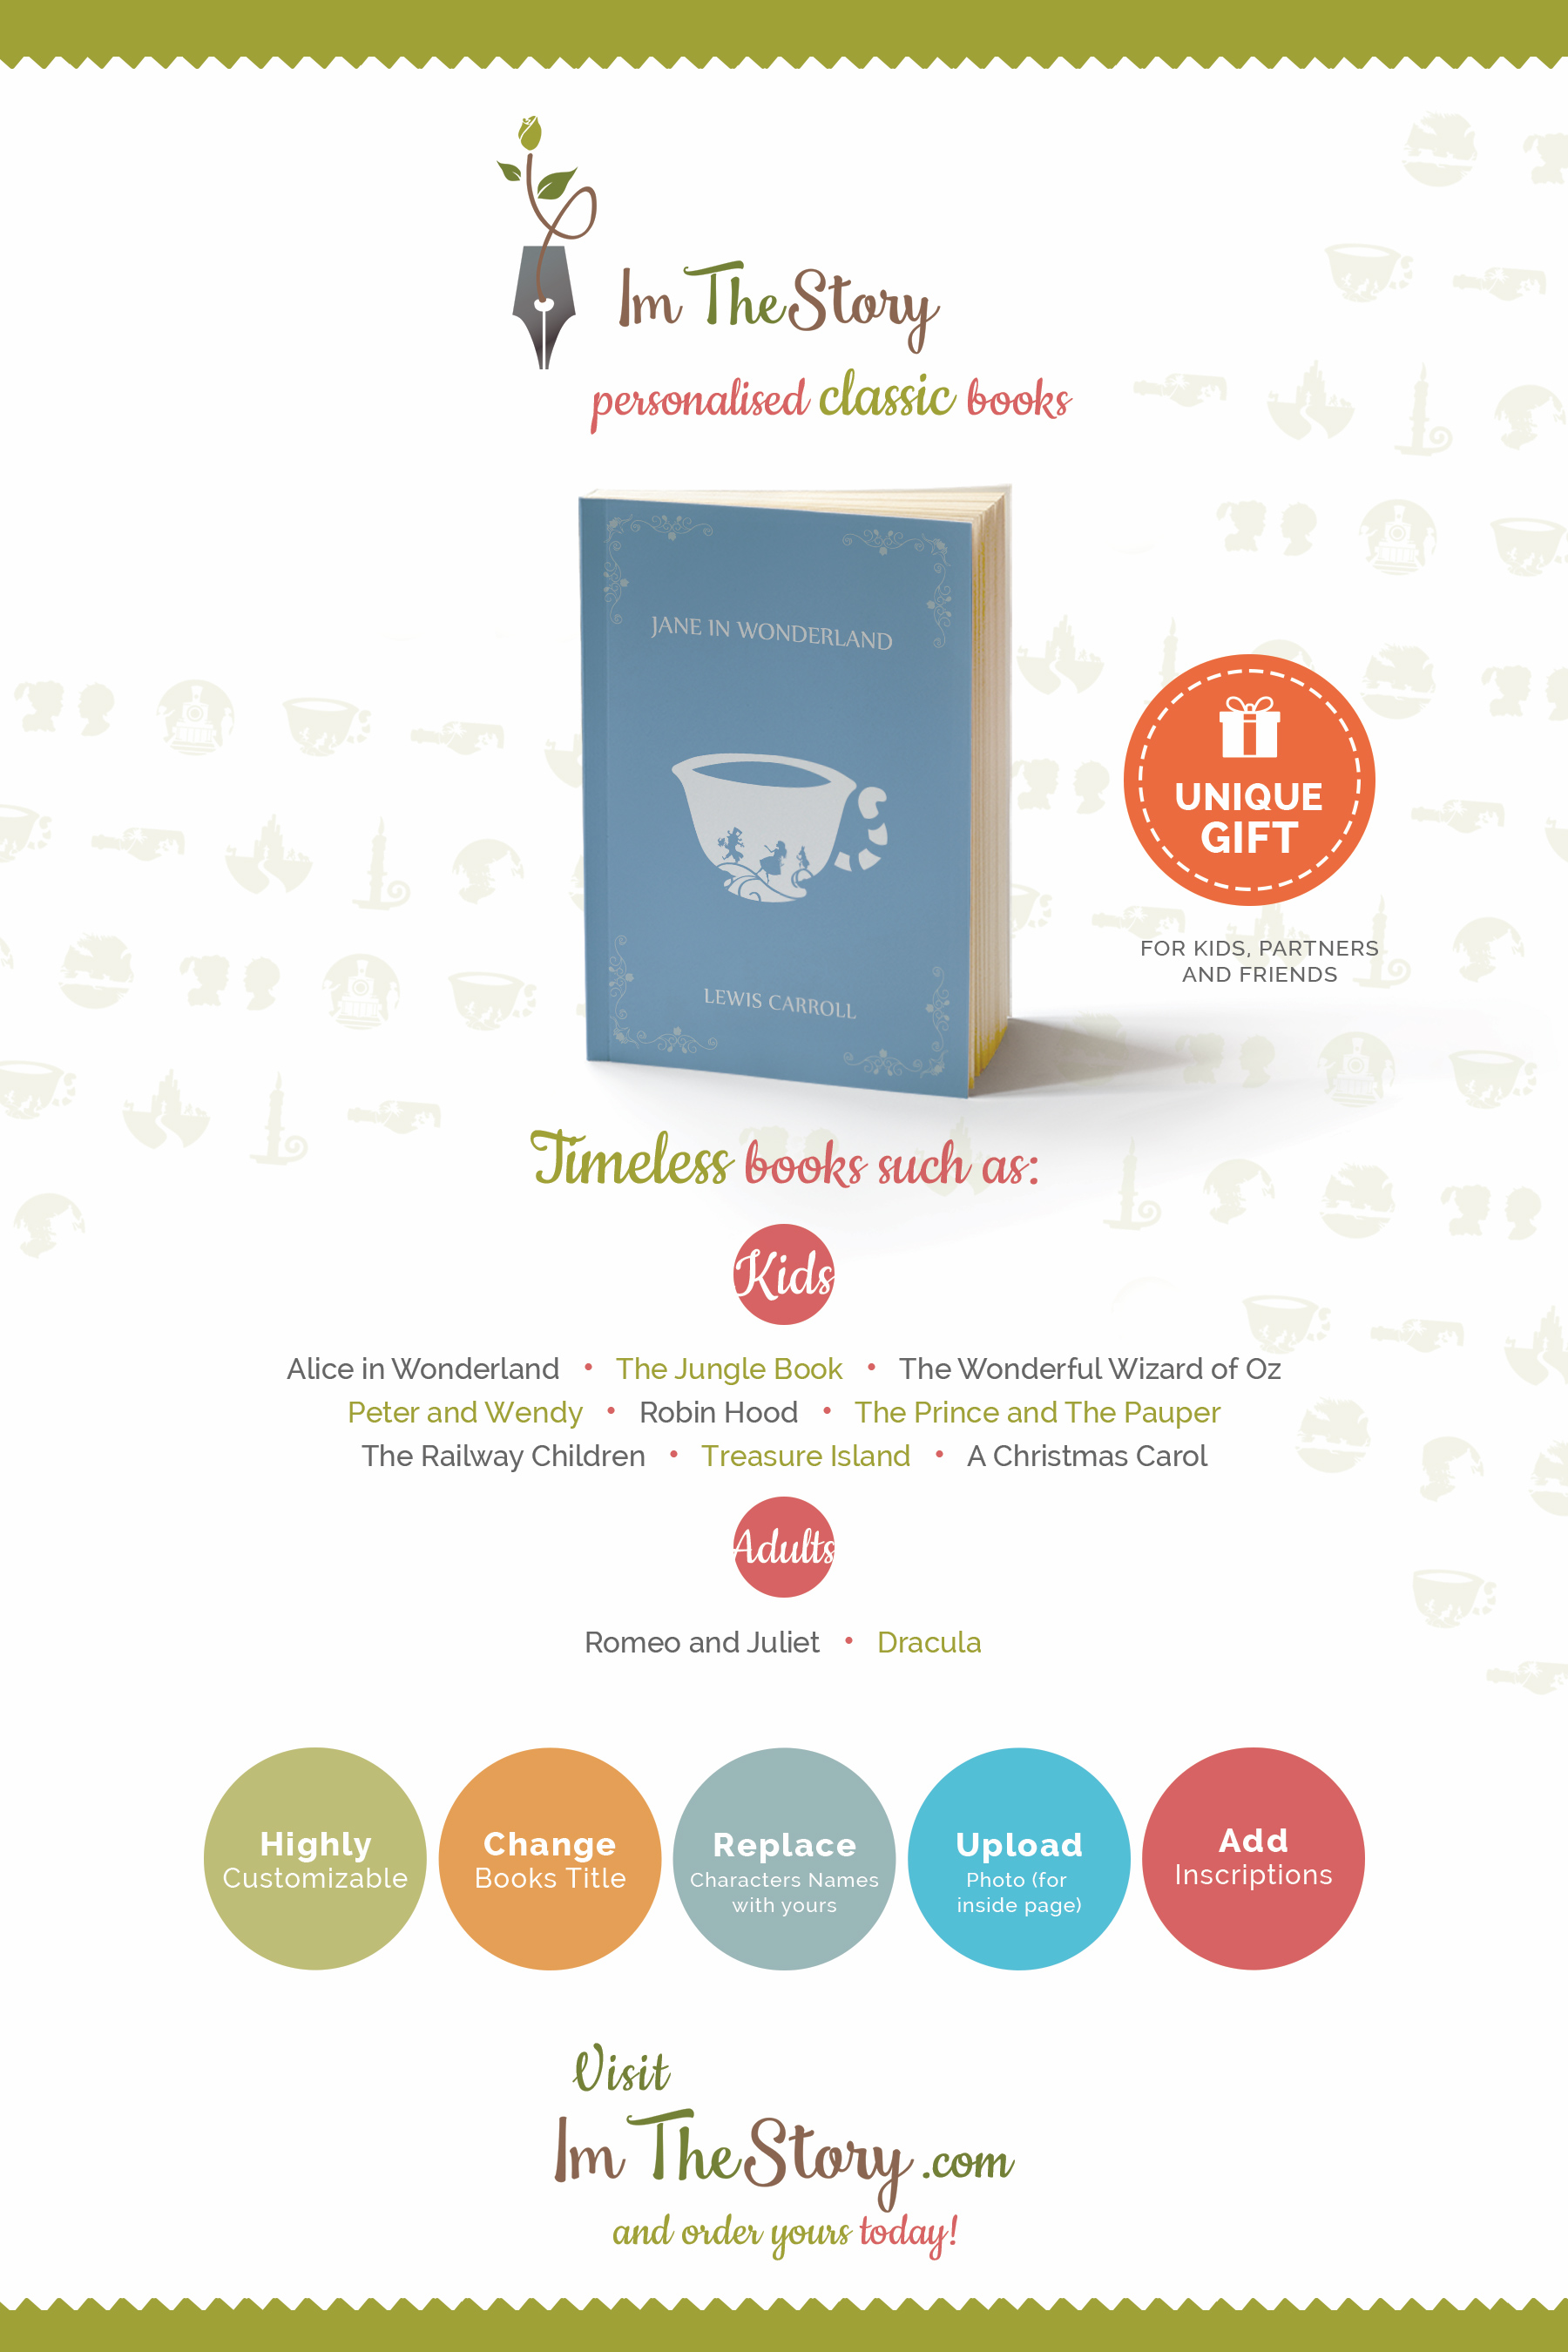 Im The Story
personalised classic books
JANE IN WONDERLAND
LEWIS CARROLL
UNIQUE
GIFT
FOR KIDS, PARTNERS
AND FRIENDS
Timeless books such as:
Kids
Alice in Wonderland • The Jungle Book • The Wonderful Wizard of Oz
Peter and Wendy • Robin Hood • The Prince and The Pauper
The Railway Children • Treasure Island • A Christmas Carol
Adults
Romeo and Juliet • Dracula
Highly
Customizable
Change
Books Title
Replace
Characters Names
with yours
Upload
Photo (for
inside page)
Add
Inscriptions
Visit
Im The Story .com
and order yours today!